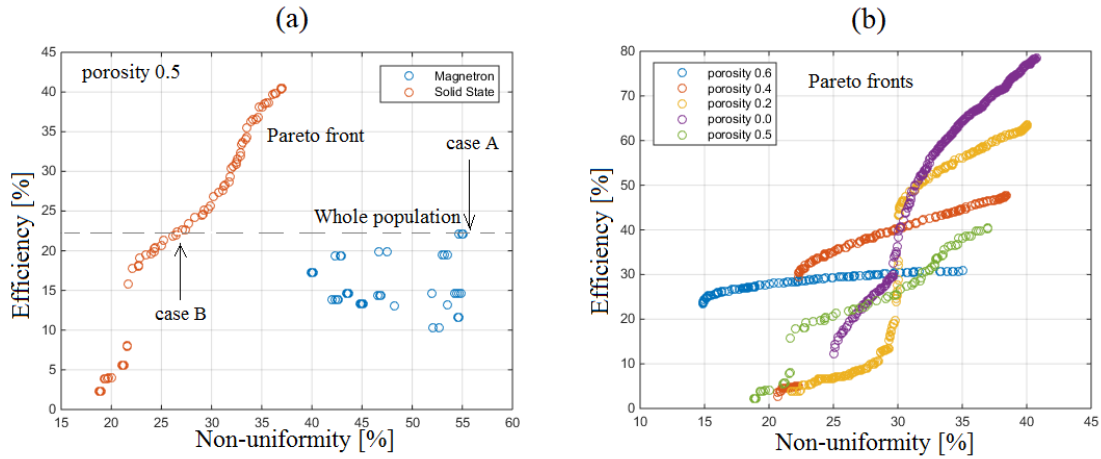 (a)
porosity 0.5
Magnetron
Solid State
Pareto front
case A
Whole population
case B
Efficiency [%]
45
40
35
30
25
20
15
10
5
0
15 20 25 30 35 40 45 50 55 60
Non-uniformity [%]
(b)
porosity 0.6
porosity 0.4
porosity 0.2
porosity 0.0
porosity 0.5
Pareto fronts
Efficiency [%]
80
70
60
50
40
30
20
10
0
10 15 20 25 30 35 40 45
Non-uniformity [%]